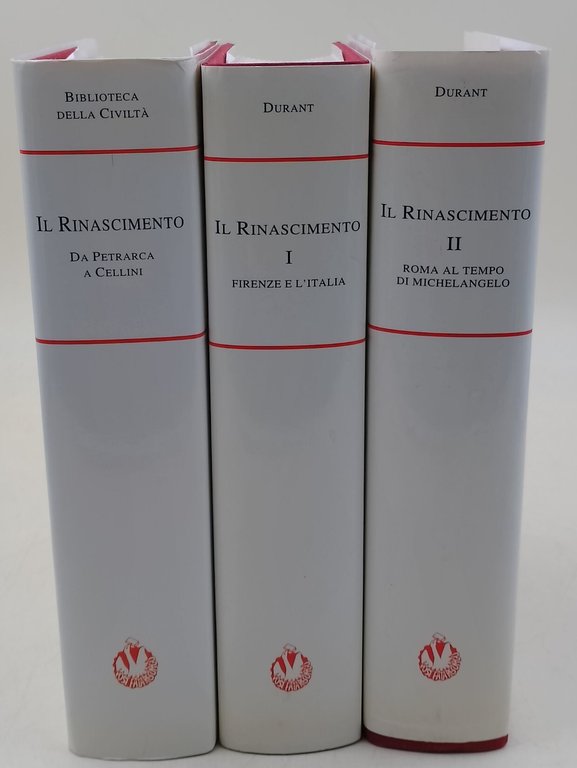 BIBLIOTECA
DELLA CIVILTÀ
IL RINASCIMENTO
DA PETRARCA
A CELLINI
DURANT
IL RINASCIMENTO
I
FIRENZE E L'ITALIA
DURANT
IL RINASCIMENTO
II
ROMA AL TEMPO
DI MICHELANGELO